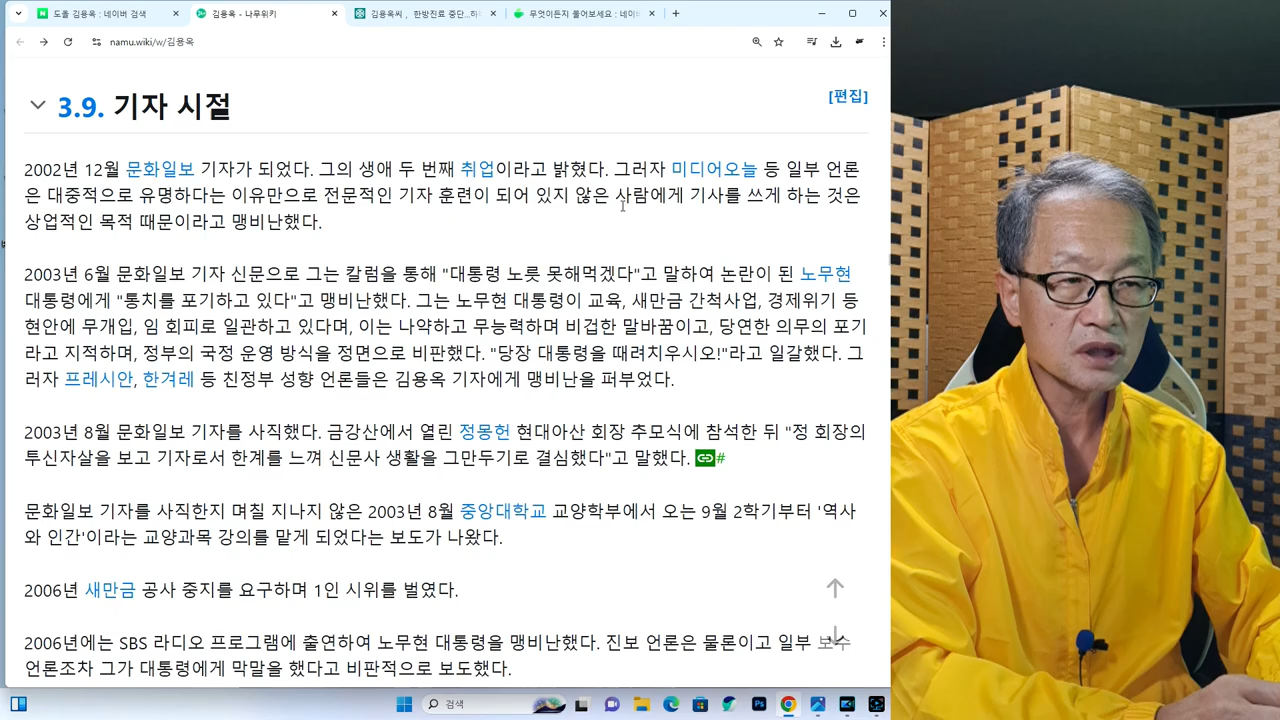 도올 김용옥 : 네이버 검색
김용옥 - 나무위키
김용옥씨 , 한방진료 중단...하
무엇이든지 물어보세요 : 네이
namu.wiki/w/김용옥
3.9. 기자 시절
[편집]
2002년 12월 문화일보 기자가 되었다. 그의 생애 두 번째 취업이라고 밝혔다. 그러자 미디어오늘 등 일부 언론
은 대중적으로 유명하다는 이유만으로 전문적인 기자 훈련이 되어 있지 않은 사람에게 기사를 쓰게 하는 것은
상업적인 목적 때문이라고 맹비난했다.
2003년 6월 문화일보 기자 신문으로 그는 칼럼을 통해 "대통령 노릇 못해먹겠다"고 말하여 논란이 된 노무현
대통령에게 "통치를 포기하고 있다"고 맹비난했다. 그는 노무현 대통령이 교육, 새만금 간척사업, 경제위기 등
현안에 무개입, 임 회피로 일관하고 있다며, 이는 나약하고 무능력하며 비겁한 말바꿈이고, 당연한 의무의 포기
라고 지적하며, 정부의 국정 운영 방식을 정면으로 비판했다. "당장 대통령을 때려치우시오!"라고 일갈했다. 그
러자 프레시안, 한겨레 등 친정부 성향 언론들은 김용옥 기자에게 맹비난을 퍼부었다.
2003년 8월 문화일보 기자를 사직했다. 금강산에서 열린 정몽헌 현대아산 회장 추모식에 참석한 뒤 "정 회장의
투신자살을 보고 기자로서 한계를 느껴 신문사 생활을 그만두기로 결심했다"고 말했다. #
문화일보 기자를 사직한지 며칠 지나지 않은 2003년 8월 중앙대학교 교양학부에서 오는 9월 2학기부터 '역사
와 인간'이라는 교양과목 강의를 맡게 되었다는 보도가 나왔다.
2006년 새만금 공사 중지를 요구하며 1인 시위를 벌였다.
2006년에는 SBS 라디오 프로그램에 출연하여 노무현 대통령을 맹비난했다. 진보 언론은 물론이고 일부 보수
언론조차 그가 대통령에게 막말을 했다고 비판적으로 보도했다.
검색